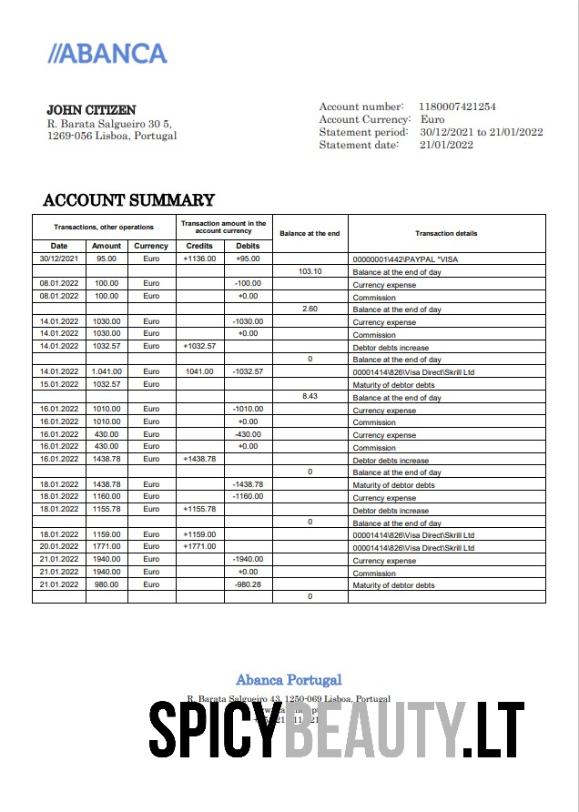 //ABANCA
JOHN CITIZEN
R. Barata Salgueiro 30 5,
1269-056 Lisboa, Portugal
Account number: 1180007421254
Account Currency: Euro
Statement period: 30/12/2021 to 21/01/2022
Statement date: 21/01/2022
ACCOUNT SUMMARY
Transactions, other operations Transaction amount in the account currency Balance at the end Transaction details
Date Amount Currency Credits Debits
30/12/2021 95.00 Euro +1136.00 +95.00 00000001\442\PAYPAL *VISA
103.10 Balance at the end of day
08.01.2022 100.00 Euro -100.00 Currency expense
08.01.2022 100.00 Euro +0.00 Commission
2.60 Balance at the end of day
14.01.2022 1030.00 Euro -1030.00 Currency expense
14.01.2022 1030.00 Euro +0.00 Commission
14.01.2022 1032.57 Euro +1032.57 Debtor debts increase
0 Balance at the end of day
14.01.2022 1.041.00 Euro 1041.00 -1032.57 00001414\826\Visa Direct\Skrill Ltd
15.01.2022 1032.57 Euro Maturity of debtor debts
8.43 Balance at the end of day
16.01.2022 1010.00 Euro -1010.00 Currency expense
16.01.2022 1010.00 Euro +0.00 Commission
16.01.2022 430.00 Euro -430.00 Currency expense
16.01.2022 430.00 Euro +0.00 Commission
16.01.2022 1438.78 Euro +1438.78 Debtor debts increase
0 Balance at the end of day
18.01.2022 1438.78 Euro -1438.78 Maturity of debtor debts
18.01.2022 1160.00 Euro -1160.00 Currency expense
18.01.2022 1155.78 Euro +1155.78 Debtor debts increase
0 Balance at the end of day
18.01.2022 1159.00 Euro +1159.00 00001414\826\Visa Direct\Skrill Ltd
20.01.2022 1771.00 Euro +1771.00 00001414\826\Visa Direct\Skrill Ltd
21.01.2022 1940.00 Euro -1940.00 Currency expense
21.01.2022 1940.00 Euro +0.00 Commission
21.01.2022 980.00 Euro -980.28 Maturity of debtor debts
0
Abanca Portugal
R. Barata Salgueiro 43, 1250-069 Lisboa, Portugal
SPICYBEAUTY.LT